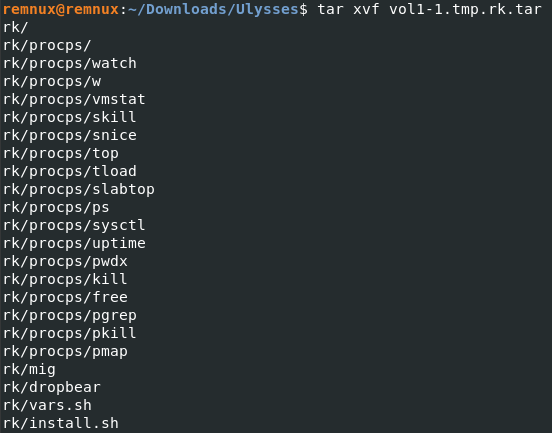 remnux@remnux:~/Downloads/Ulysses$ tar xvf vol1-1.tmp.rk.tar
rk/
rk/procps/
rk/procps/watch
rk/procps/w
rk/procps/vmstat
rk/procps/skill
rk/procps/snice
rk/procps/top
rk/procps/tload
rk/procps/slabtop
rk/procps/ps
rk/procps/sysctl
rk/procps/uptime
rk/procps/pwdx
rk/procps/kill
rk/procps/free
rk/procps/pgrep
rk/procps/pkill
rk/procps/pmap
rk/mig
rk/dropbear
rk/vars.sh
rk/install.sh